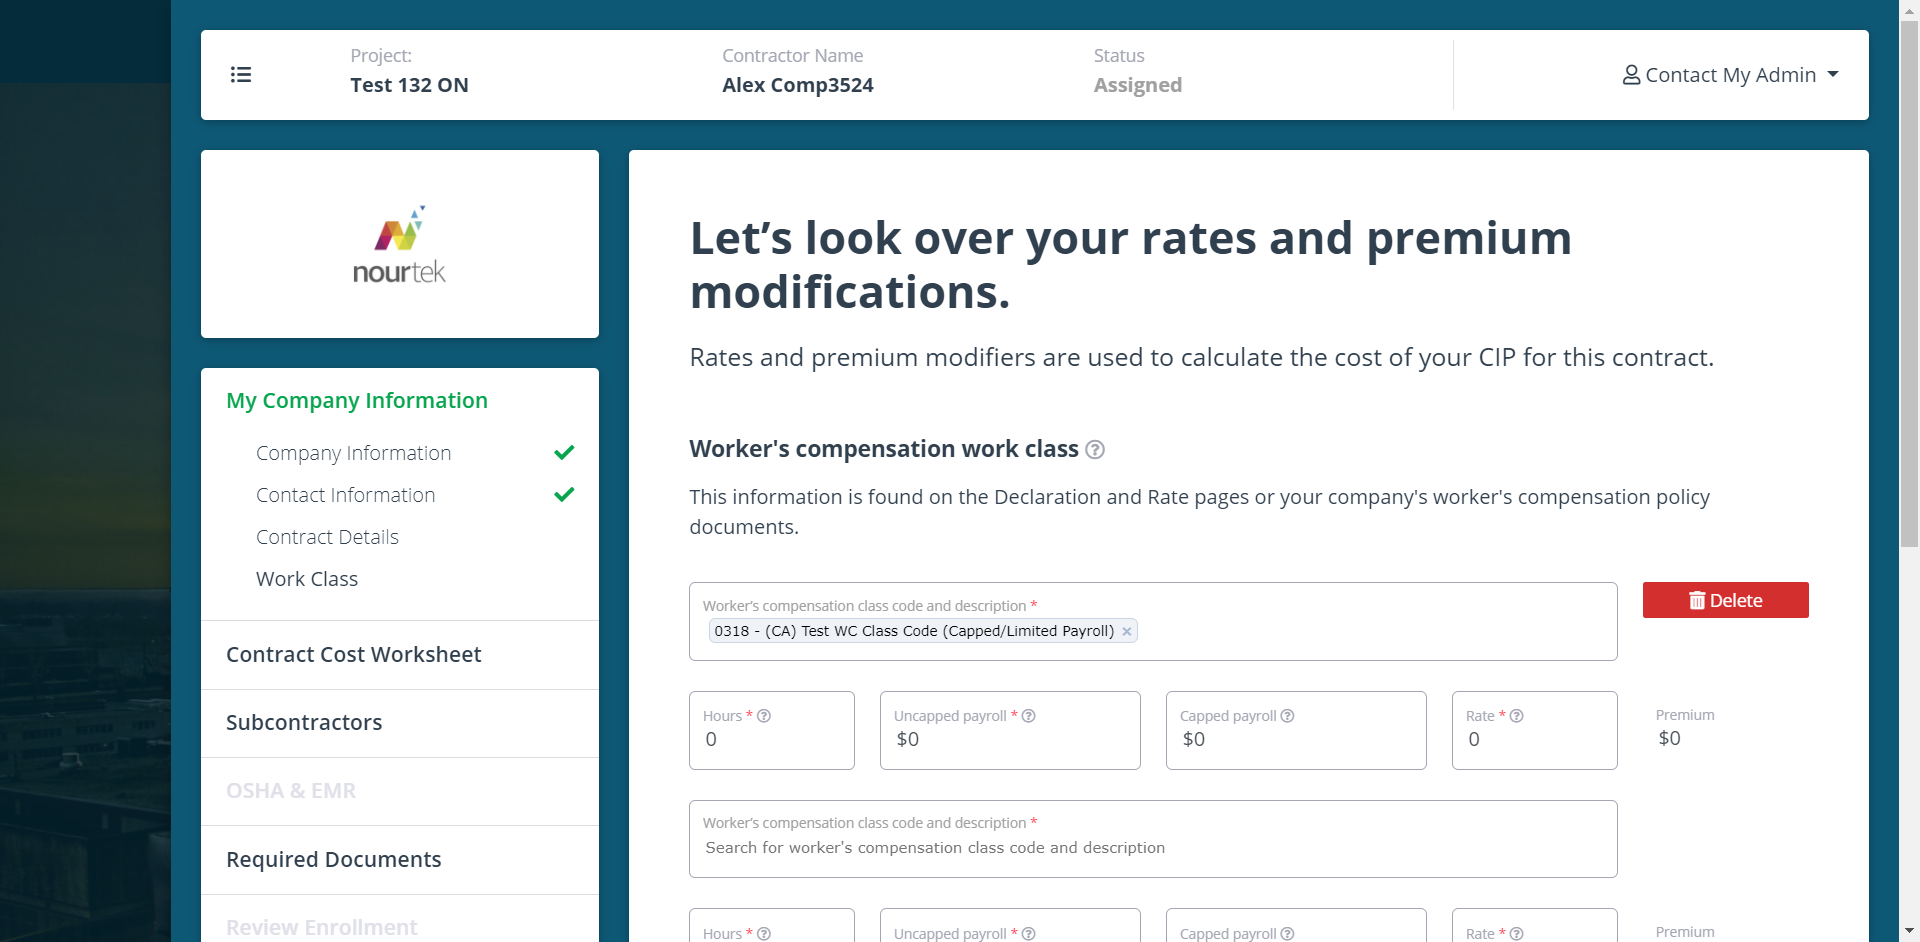 Project:
Test 132 ON
Contractor Name
Alex Comp3524
Status
Assigned
Contact My Admin
nourtek
My Company Information
Company Information
Contact Information
Contract Details
Work Class
Contract Cost Worksheet
Subcontractors
OSHA & EMR
Required Documents
Review Enrollment
Let’s look over your rates and premium
modifications.
Rates and premium modifiers are used to calculate the cost of your CIP for this contract.
Worker's compensation work class
This information is found on the Declaration and Rate pages or your company's worker's compensation policy
documents.
Worker’s compensation class code and description *
0318 - (CA) Test WC Class Code (Capped/Limited Payroll) ×
Delete
Hours *
0
Uncapped payroll *
$0
Capped payroll
$0
Rate *
0
Premium
$0
Worker’s compensation class code and description *
Search for worker's compensation class code and description
Hours *
Uncapped payroll *
Capped payroll
Rate *
Premium